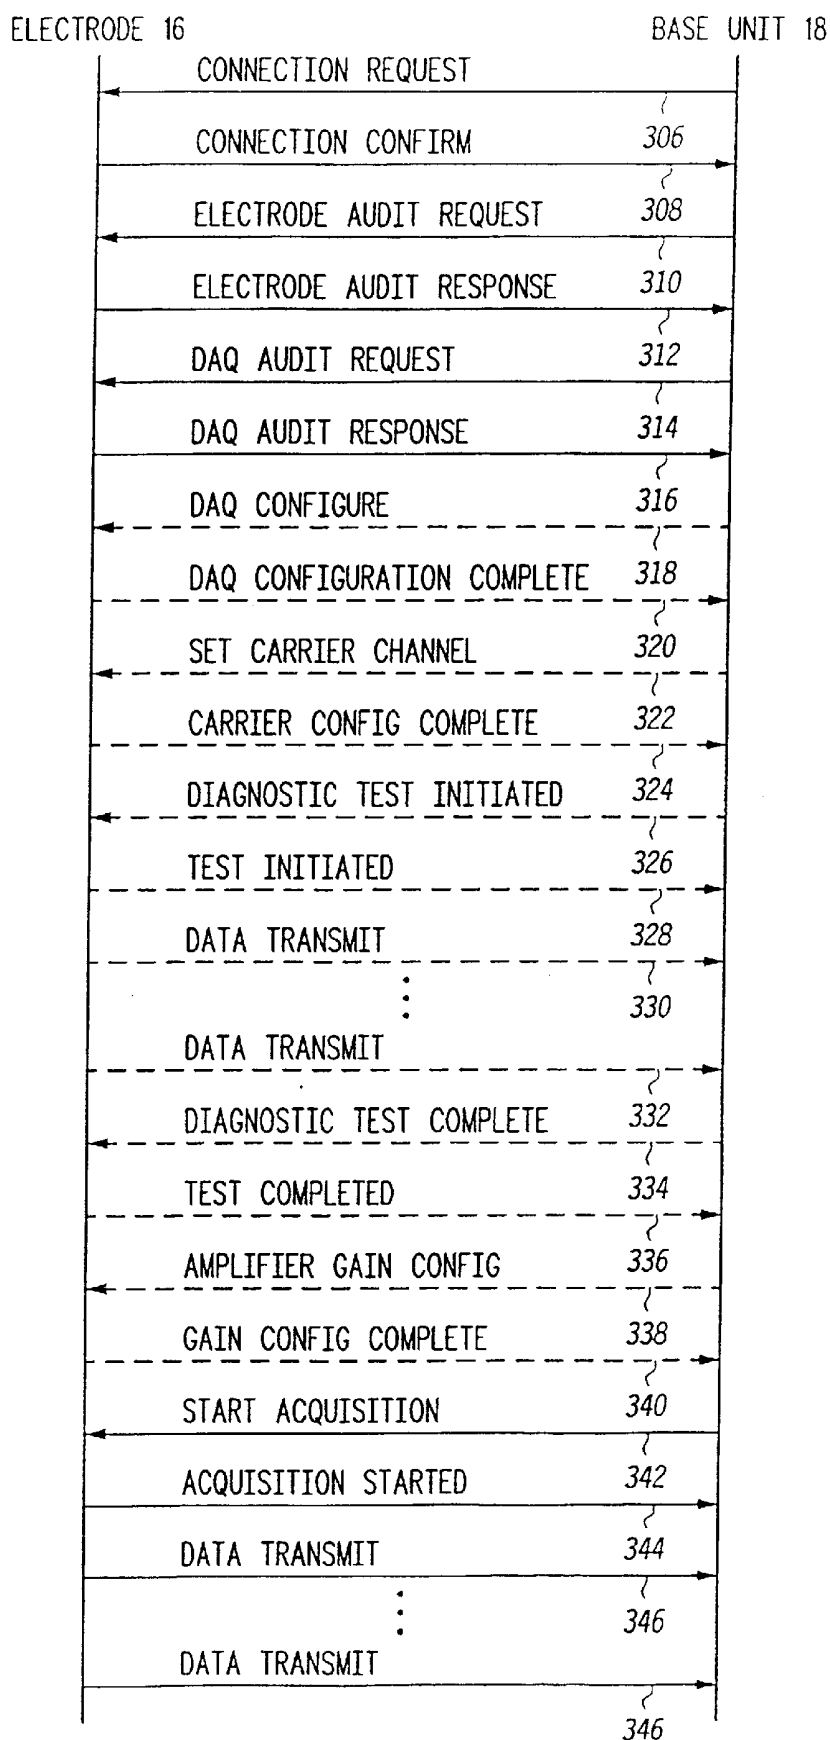 ELECTRODE 16 BASE UNIT 18
CONNECTION REQUEST
306
CONNECTION CONFIRM
308
ELECTRODE AUDIT REQUEST
310
ELECTRODE AUDIT RESPONSE
312
DAQ AUDIT REQUEST
314
DAQ AUDIT RESPONSE
316
DAQ CONFIGURE
318
DAQ CONFIGURATION COMPLETE
320
SET CARRIER CHANNEL
322
CARRIER CONFIG COMPLETE
324
DIAGNOSTIC TEST INITIATED
326
TEST INITIATED
328
DATA TRANSMIT
330
DATA TRANSMIT
332
DIAGNOSTIC TEST COMPLETE
334
TEST COMPLETED
336
AMPLIFIER GAIN CONFIG
338
GAIN CONFIG COMPLETE
340
START ACQUISITION
342
ACQUISITION STARTED
344
DATA TRANSMIT
346
DATA TRANSMIT
346